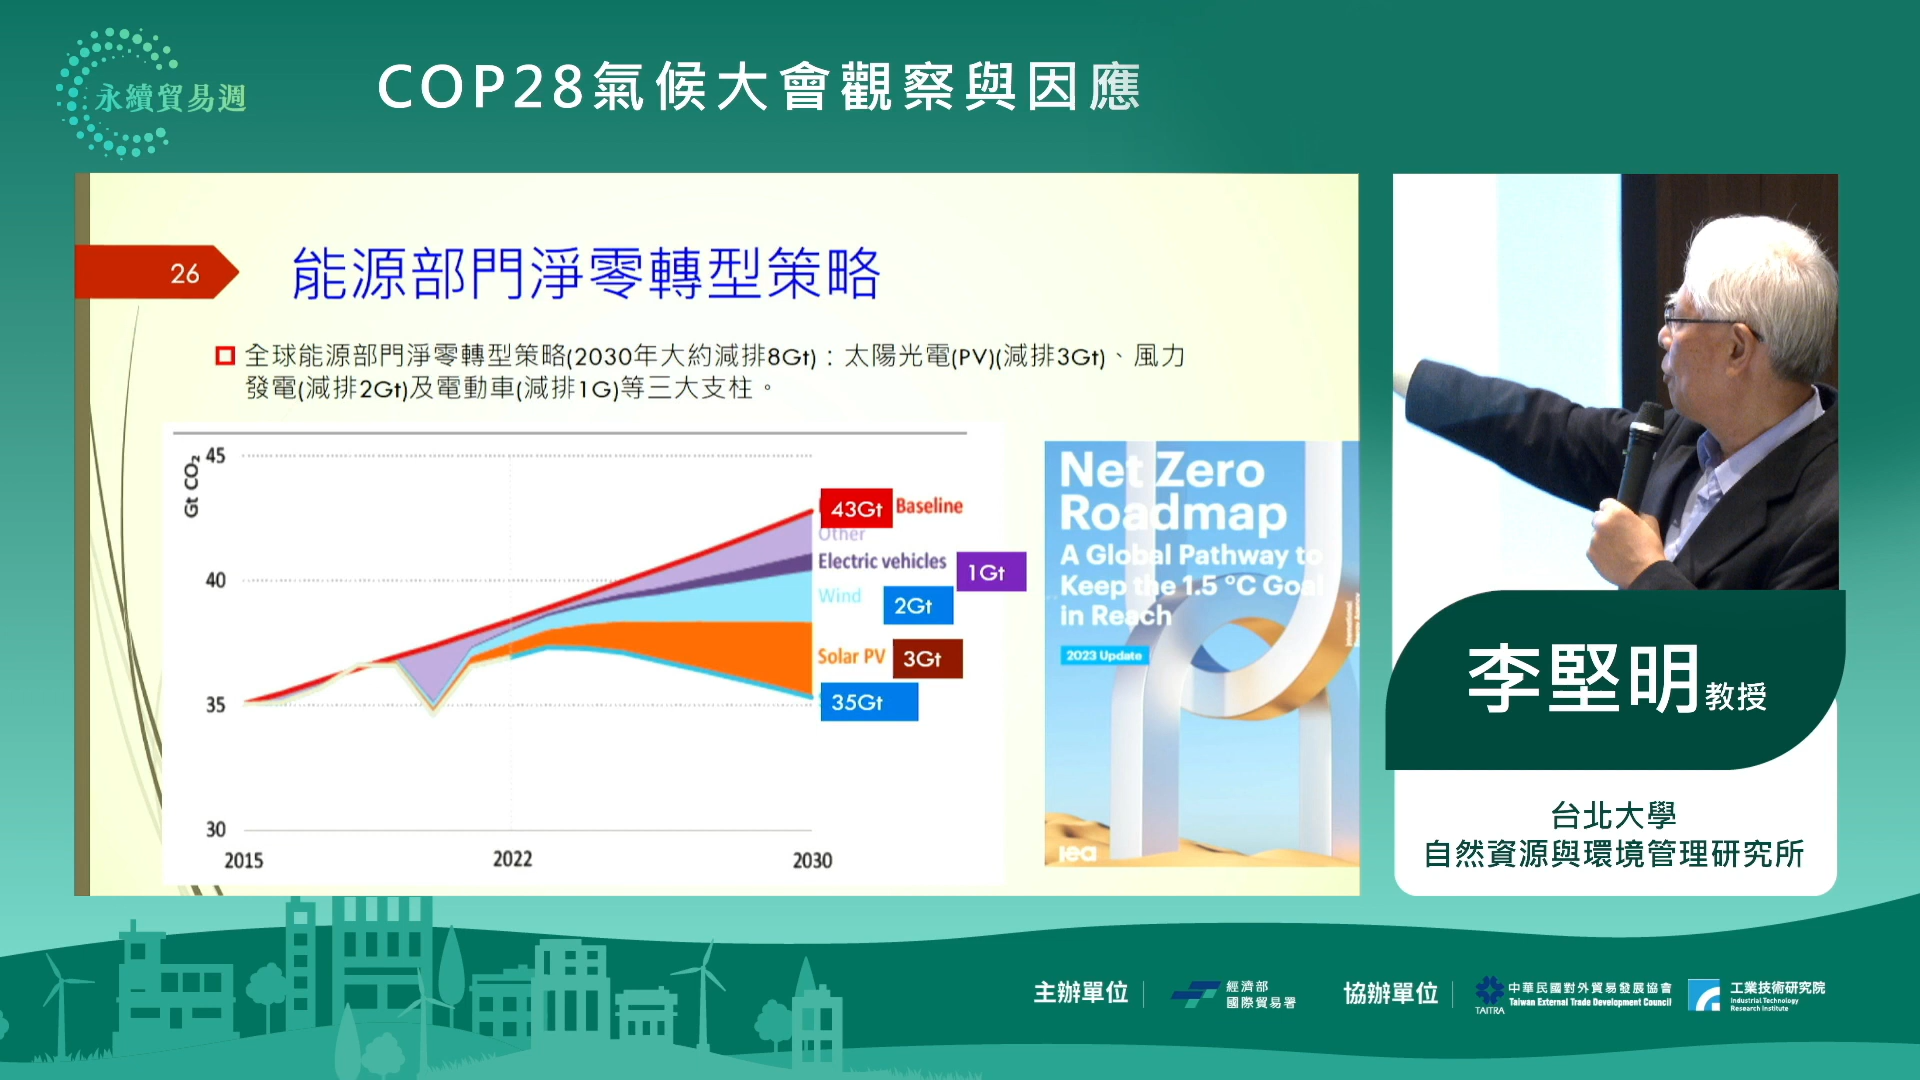 永續貿易週
COP28氣候大會觀察與因應
26
能源部門淨零轉型策略
全球能源部門淨零轉型策略(2030年大約減排8Gt)：太陽光電(PV)(減排3Gt)、風力
發電(減排2Gt)及電動車(減排1G)等三大支柱。
Gt CO₂
45
40
35
30
2015
2022
2030
43Gt Baseline
Other
Electric vehicles 1Gt
Wind 2Gt
Solar PV 3Gt
35Gt
Net Zero
Roadmap
A Global Pathway to
Keep the 1.5 °C Goal
in Reach
2023 Update
iea
李堅明教授
台北大學
自然資源與環境管理研究所
主辦單位
經濟部
國際貿易署
協辦單位
TAITRA
中華民國對外貿易發展協會
Taiwan External Trade Development Council
工業技術研究院
Industrial Technology
Research Institute